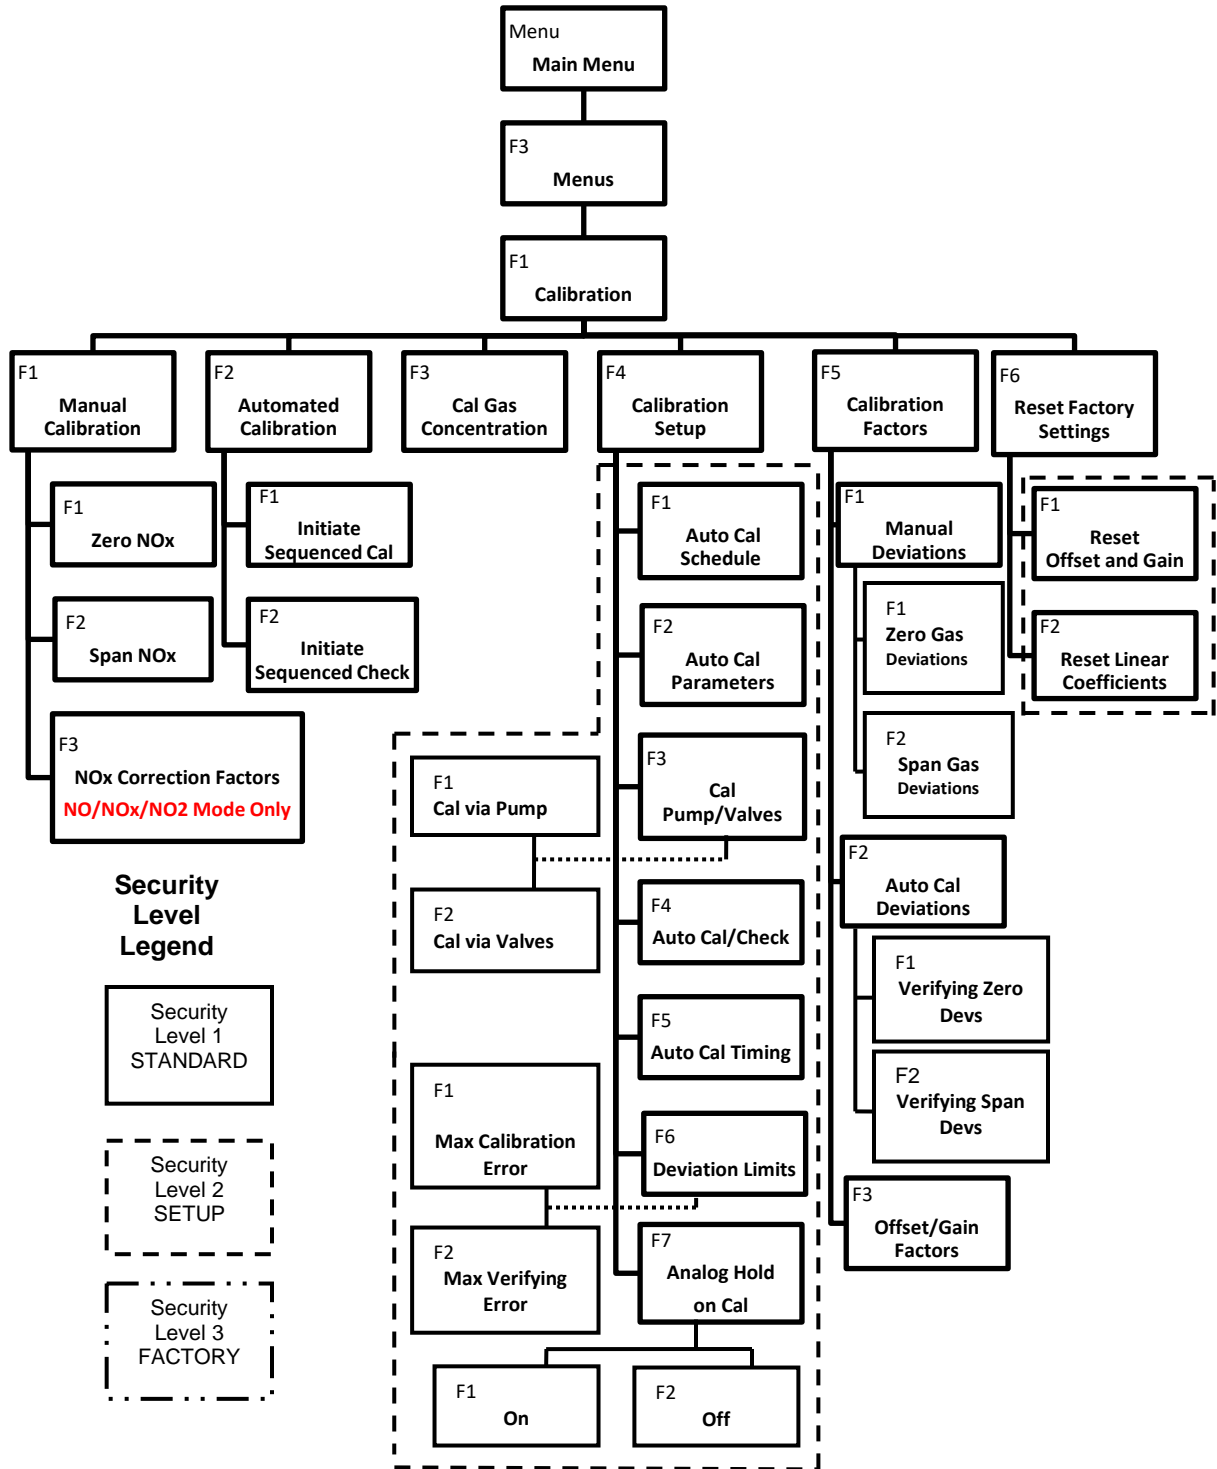 Menu
Main Menu
F3
Menus
F1
Calibration
F1
Manual
Calibration
F2
Automated
Calibration
F3
Cal Gas
Concentration
F4
Calibration
Setup
F5
Calibration
Factors
F6
Reset Factory
Settings
F1
Zero NOx
F2
Span NOx
F3
NOx Correction Factors
NO/NOx/NO2 Mode Only
F1
Initiate
Sequenced Cal
F2
Initiate
Sequenced Check
F1
Auto Cal
Schedule
F2
Auto Cal
Parameters
F3
Cal
Pump/Valves
F1
Cal via Pump
F2
Cal via Valves
F4
Auto Cal/Check
F5
Auto Cal Timing
F6
Deviation Limits
F1
Max Calibration
Error
F2
Max Verifying
Error
F7
Analog Hold
on Cal
F1
On
F2
Off
F1
Manual
Deviations
F1
Zero Gas
Deviations
F2
Span Gas
Deviations
F2
Auto Cal
Deviations
F1
Verifying Zero
Devs
F2
Verifying Span
Devs
F3
Offset/Gain
Factors
F1
Reset
Offset and Gain
F2
Reset Linear
Coefficients
Security
Level
Legend
Security
Level 1
STANDARD
Security
Level 2
SETUP
Security
Level 3
FACTORY